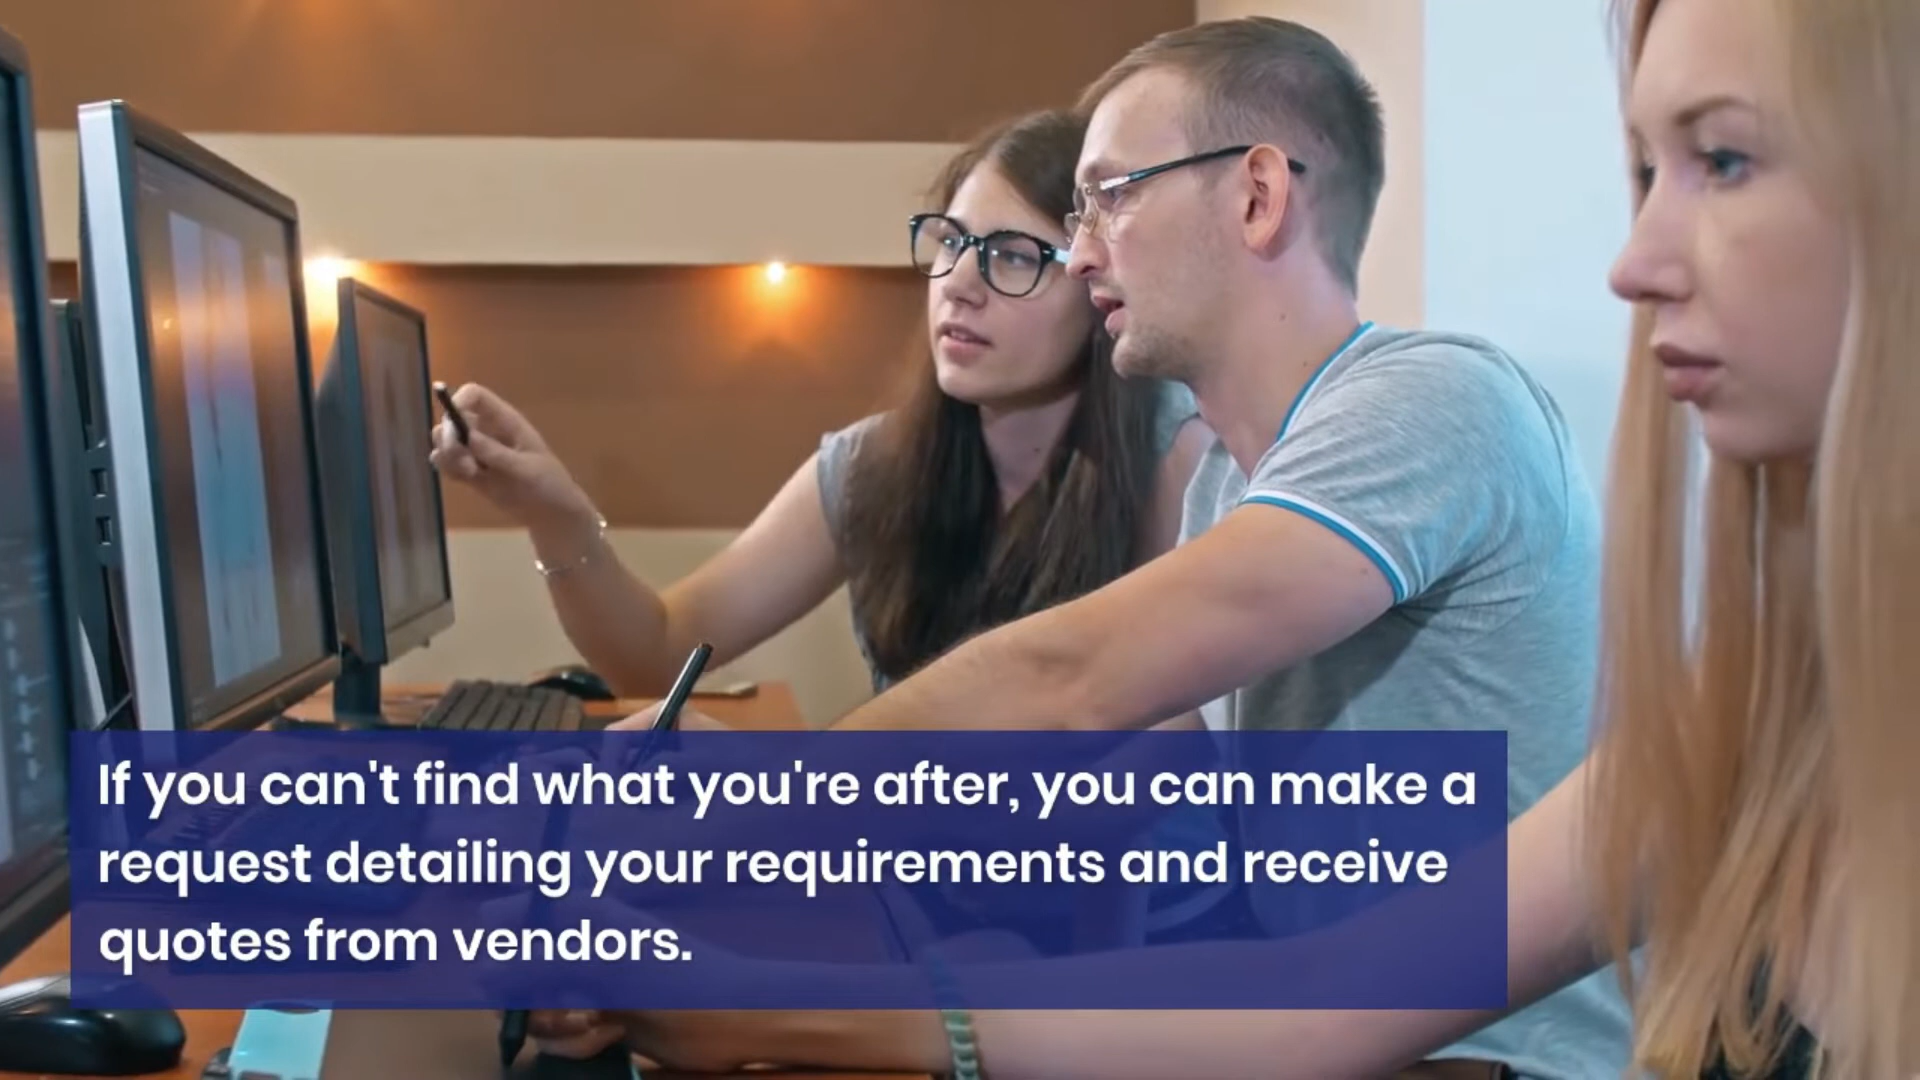 If you can't find what you're after, you can make a
request detailing your requirements and receive
quotes from vendors.